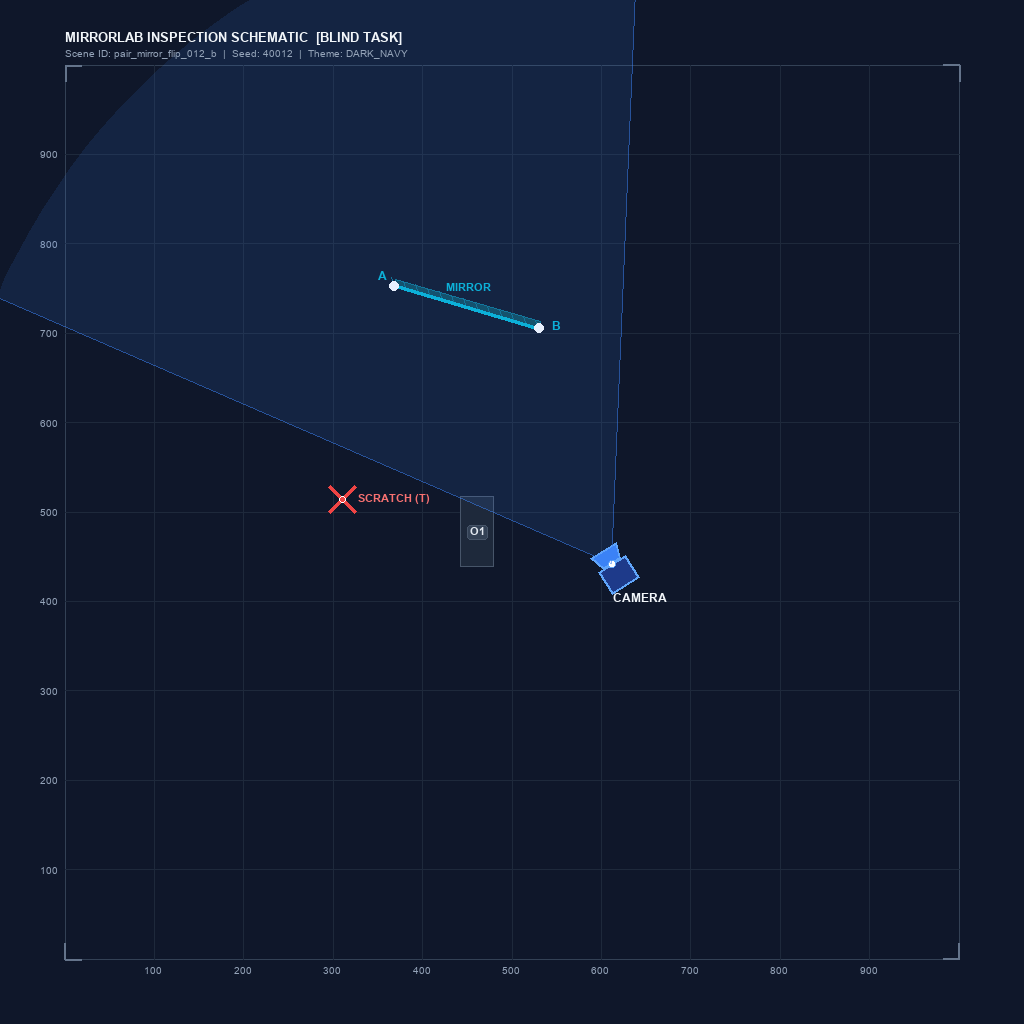 MIRRORLAB INSPECTION SCHEMATIC [BLIND TASK]
Scene ID: pair_mirror_flip_012_b | Seed: 40012 | Theme: DARK_NAVY
900
800
A
MIRROR
B
700
600
SCRATCH (T)
500
O1
CAMERA
400
300
200
100
100 200 300 400 500 600 700 800 900